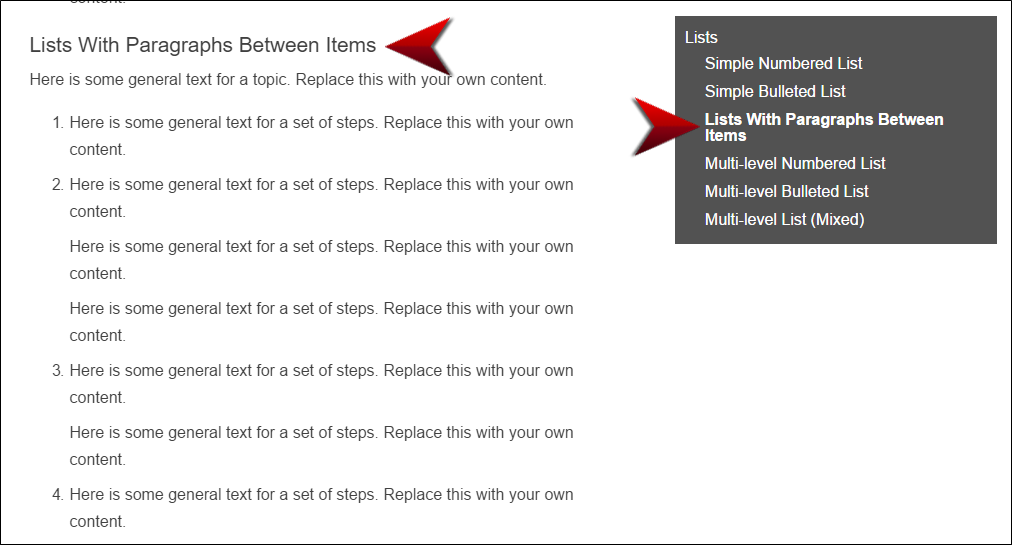 content.
Lists With Paragraphs Between Items
Here is some general text for a topic. Replace this with your own content.
1. Here is some general text for a set of steps. Replace this with your own
content.
2. Here is some general text for a set of steps. Replace this with your own
content.
Here is some general text for a set of steps. Replace this with your own
content.
Here is some general text for a set of steps. Replace this with your own
content.
3. Here is some general text for a set of steps. Replace this with your own
content.
Here is some general text for a set of steps. Replace this with your own
content.
4. Here is some general text for a set of steps. Replace this with your own
content.
Lists
Simple Numbered List
Simple Bulleted List
Lists With Paragraphs Between
Items
Multi-level Numbered List
Multi-level Bulleted List
Multi-level List (Mixed)